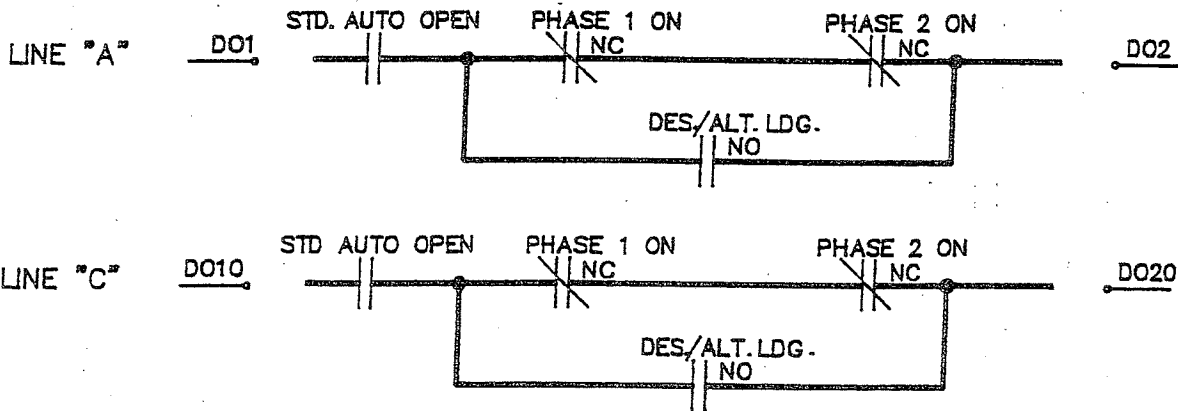 STD. AUTO OPEN PHASE 1 ON PHASE 2 ON
LINE "A" DO1 NC NC DO2
DES./ALT. LDG.
NO
STD AUTO OPEN PHASE 1 ON PHASE 2 ON
LINE "C" DO10 NC NC DO20
DES./ALT. LDG.
NO